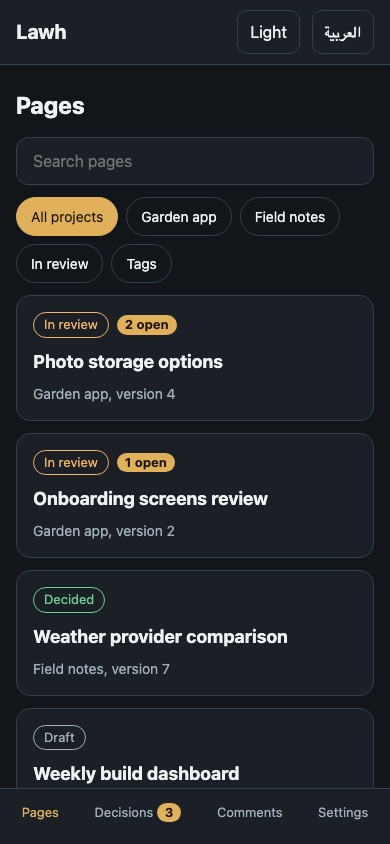 Lawh
Light
العربية
Pages
Search pages
All projects
Garden app
Field notes
In review
Tags
In review
2 open
Photo storage options
Garden app, version 4
In review
1 open
Onboarding screens review
Garden app, version 2
Decided
Weather provider comparison
Field notes, version 7
Draft
Weekly build dashboard
Pages
Decisions 3
Comments
Settings